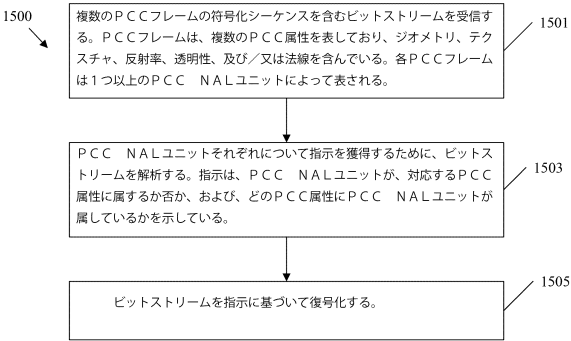 1500
複数のＰＣＣフレームの符号化シーケンスを含むビットストリームを受信す
る。ＰＣＣフレームは、複数のＰＣＣ属性を表しており、ジオメトリ、テク
スチャ、反射率、透明性、及び／又は法線を含んでいる。各ＰＣＣフレーム
は１つ以上のＰＣＣ　ＮＡＬユニットによって表される。
1501
ＰＣＣ　ＮＡＬユニットそれぞれについて指示を獲得するために、ビットス
トリームを解析する。指示は、ＰＣＣ　ＮＡＬユニットが、対応するＰＣＣ
属性に属するか否か、および、どのＰＣＣ属性にＰＣＣ　ＮＡＬユニットが
属しているかを示している。
1503
ビットストリームを指示に基づいて復号化する。
1505